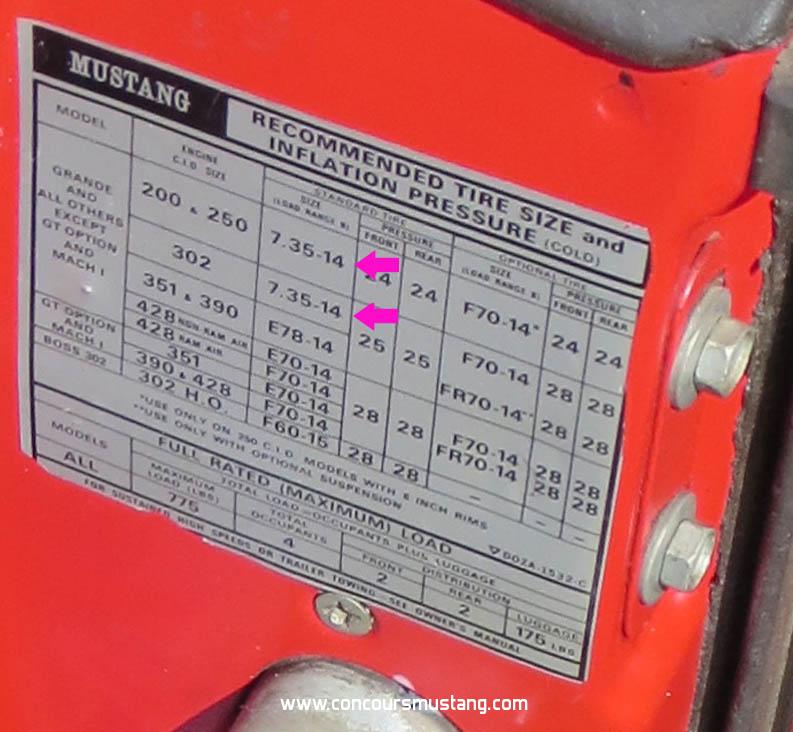 MUSTANG
RECOMMENDED TIRE SIZE and
INFLATION PRESSURE (COLD)
MODEL
ENGINE
C.I.D SIZE
STANDARD TIRE
SIZE
(LOAD RANGE B)
PRESSURE
FRONT REAR
OPTIONAL TIRE
SIZE
(LOAD RANGE B)
PRESSURE
FRONT REAR
GRANDE
AND
ALL OTHERS
EXCEPT
GT OPTION
AND
MACH I
200 & 250 7.35-14 24 24 F70-14* 24 24
302 7.35-14
351 & 390 E78-14 25 25 F70-14 28 28
428 NON RAM AIR E70-14 FR70-14** 28 28
428 RAM AIR F70-14
GT OPTION
AND
MACH I
351 E70-14 28 28 F70-14 28 28
390 & 428 F70-14 FR70-14 28 28
BOSS 302 302 H.O. F60-15 28 28 – – –
*USE ONLY ON 250 C.I.D. MODELS WITH 6 INCH RIMS
**USE ONLY WITH OPTIONAL SUSPENSION
FULL RATED (MAXIMUM) LOAD
D0ZA-1532-C
MODELS
MAXIMUM
LOAD (LBS)
TOTAL LOAD–OCCUPANTS PLUS LUGGAGE
TOTAL
OCCUPANTS
DISTRIBUTION
FRONT REAR LUGGAGE
ALL 775 4 2 2 175 LBS
FOR SUSTAINED HIGH SPEEDS OR TRAILER TOWING–SEE OWNER'S MANUAL
www.concoursmustang.com